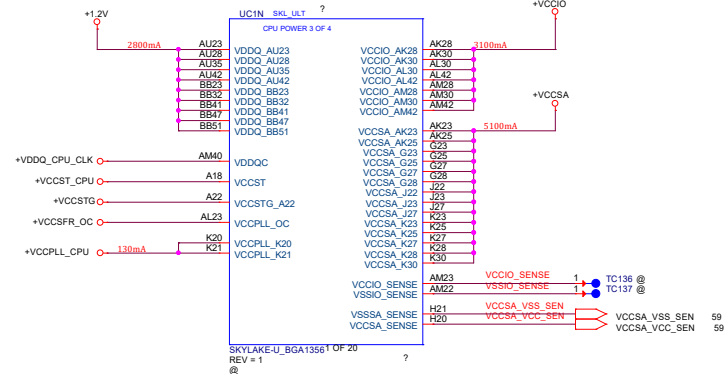 +1.2V
UC1N SKL_ULT ?
+VCCIO
CPU POWER 3 OF 4
2800mA
3100mA
AU23 VDDQ_AU23
AU28 VDDQ_AU28
AU35 VDDQ_AU35
AU42 VDDQ_AU42
BB23 VDDQ_BB23
BB32 VDDQ_BB32
BB41 VDDQ_BB41
BB47 VDDQ_BB47
BB51 VDDQ_BB51
VCCIO_AK28 AK28
VCCIO_AK30 AK30
VCCIO_AL30 AL30
VCCIO_AL42 AL42
VCCIO_AM28 AM28
VCCIO_AM30 AM30
VCCIO_AM42 AM42
+VCCSA
5100mA
VCCSA_AK23 AK23
VCCSA_AK25 AK25
VCCSA_G23 G23
VCCSA_G25 G25
VCCSA_G27 G27
VCCSA_G28 G28
VCCSA_J22 J22
VCCSA_J23 J23
VCCSA_J27 J27
VCCSA_K23 K23
VCCSA_K25 K25
VCCSA_K27 K27
VCCSA_K28 K28
VCCSA_K30 K30
+VDDQ_CPU_CLK AM40 VDDQC
+VCCST_CPU A18 VCCST
+VCCSTG A22 VCCSTG_A22
+VCCSFR_OC AL23 VCCPLL_OC
K20 VCCPLL_K20
+VCCPLL_CPU 130mA K21 VCCPLL_K21
VCCIO_SENSE AM23 VCCIO_SENSE 1 TC136 @
VSSIO_SENSE AM22 VSSIO_SENSE 1 TC137 @
VSSSA_SENSE H21 VCCSA_VSS_SEN VCCSA_VSS_SEN 59
VCCSA_SENSE H20 VCCSA_VCC_SEN VCCSA_VCC_SEN 59
SKYLAKE-U_BGA1356 1 OF 20
REV = 1 ?
@